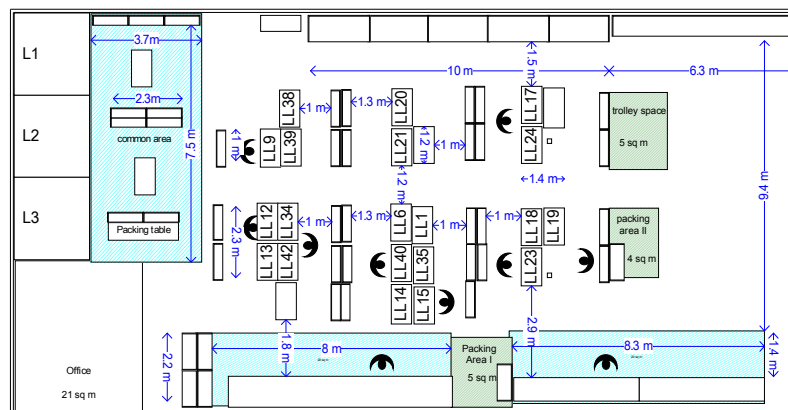 L1
L2
L3
3.7m
2.3m
common area
7.5 m
Packing table
Office
21 sq m
10 m
6.3 m
1.5 m
1 m
LL38
1 m
1.3 m
LL20
LL17
trolley space
5 sq m
LL9
LL39
LL21
1.2 m
1 m
LL24
1.2 m
1.4 m
9.4 m
2.3 m
LL12
LL34
1 m
1.3 m
LL6
LL1
1 m
1 m
LL18
LL19
packing
area II
4 sq m
LL13
LL42
LL40
LL35
LL23
LL14
LL15
2.2 m
1.8 m
8 m
Packing
Area I
5 sq m
2.9 m
8.3 m
1.4 m